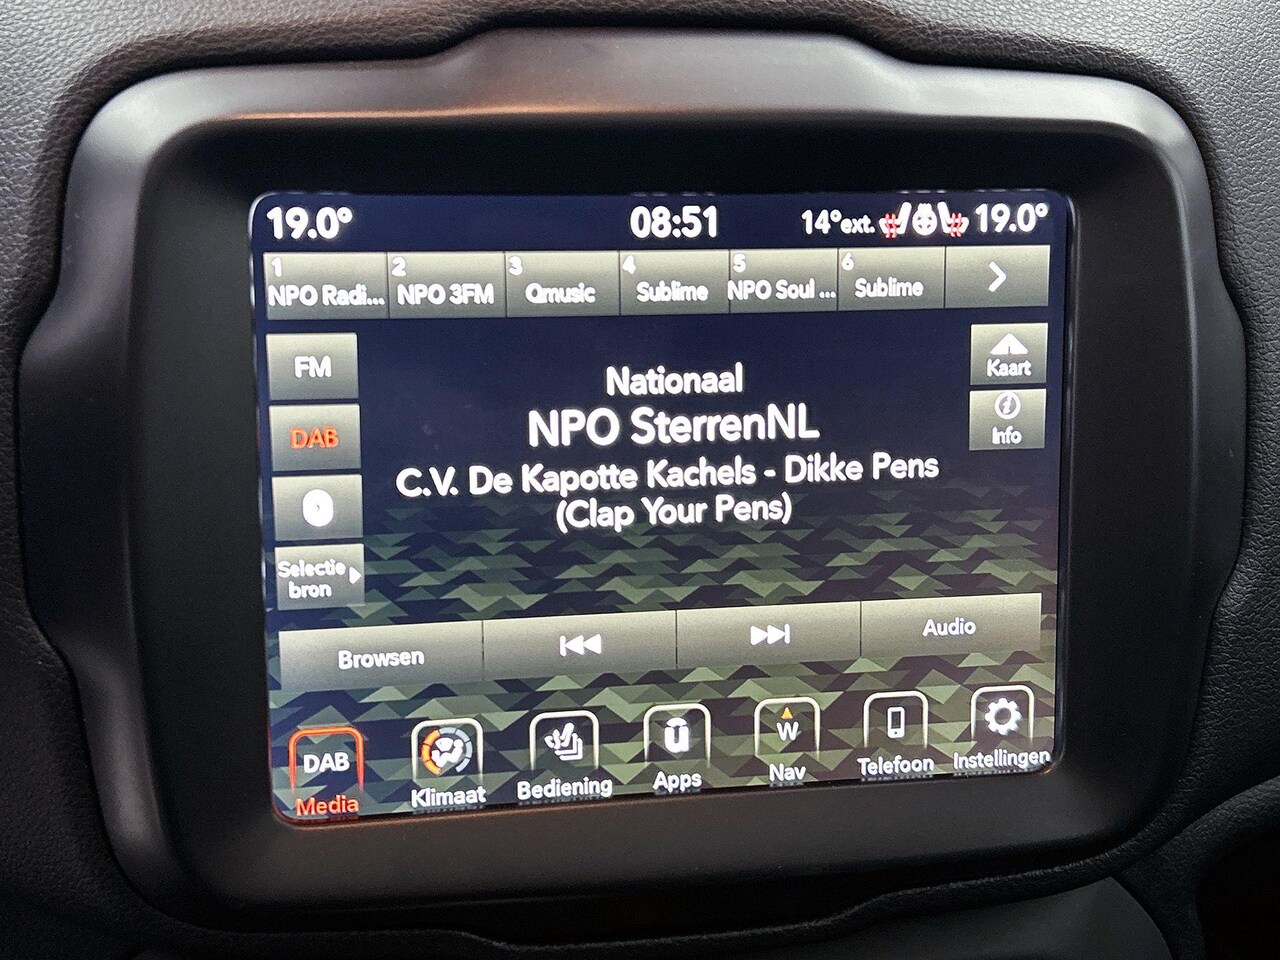 19.0° 08:51 14°ext. 19.0°
1 2 3 4 5 6
NPO Radi... NPO 3FM Qmusic Sublime NPO Soul ... Sublime
FM
Kaart
Nationaal
DAB
NPO SterrenNL
Info
C.V. De Kapotte Kachels - Dikke Pens
(Clap Your Pens)
Selectie
bron
Browsen Audio
DAB
W
Media Klimaat Bediening Apps Nav Telefoon Instellingen